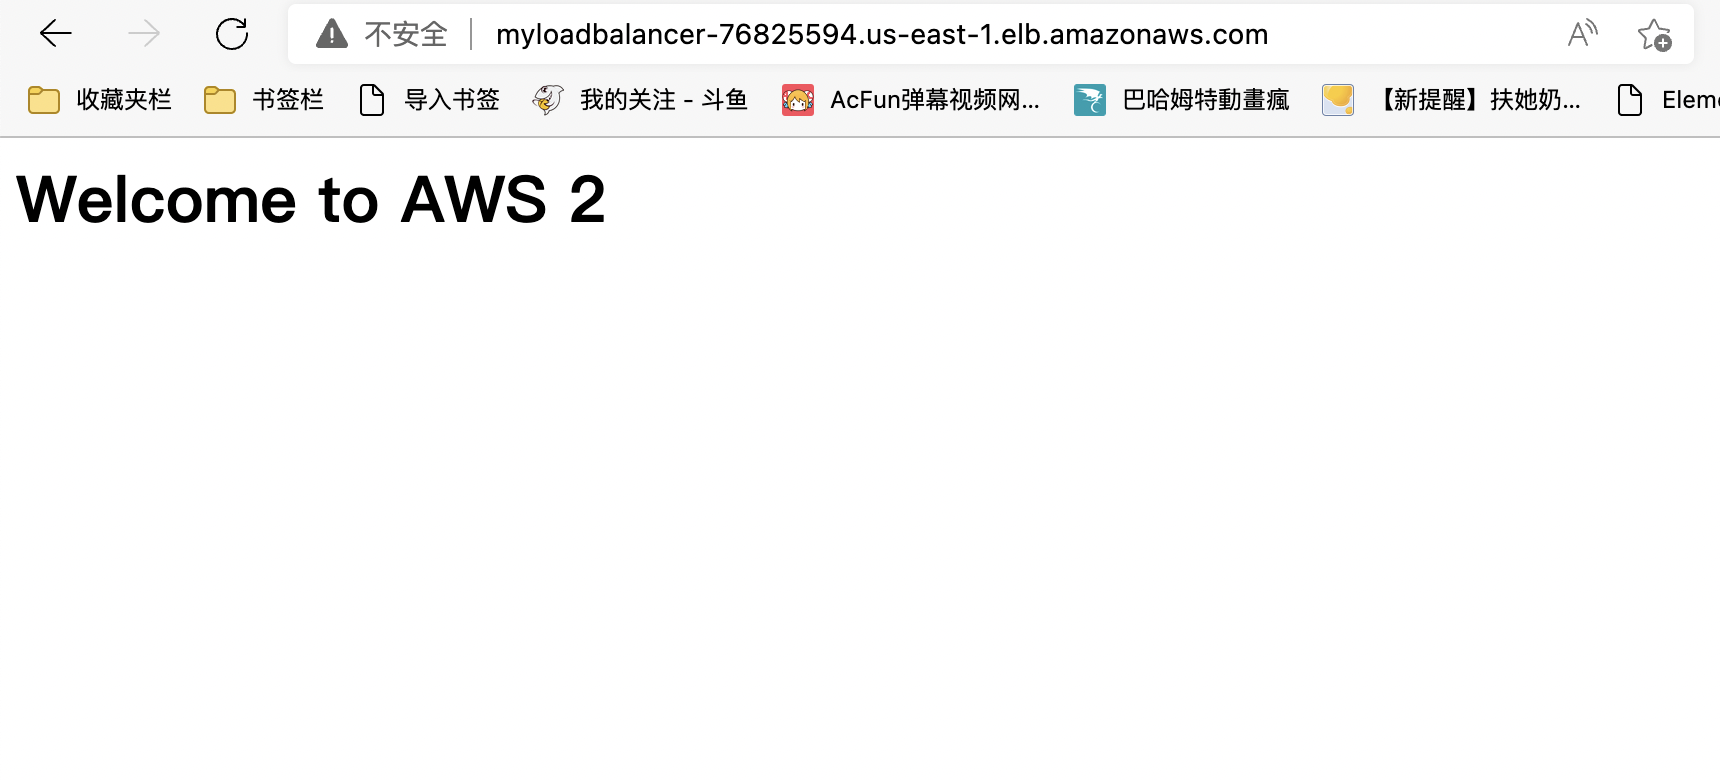 不安全 myloadbalancer-76825594.us-east-1.elb.amazonaws.com
收藏夹栏 书签栏 导入书签 我的关注 - 斗鱼 AcFun弹幕视频网... 巴哈姆特動畫瘋 【新提醒】扶她奶... Elem
Welcome to AWS 2